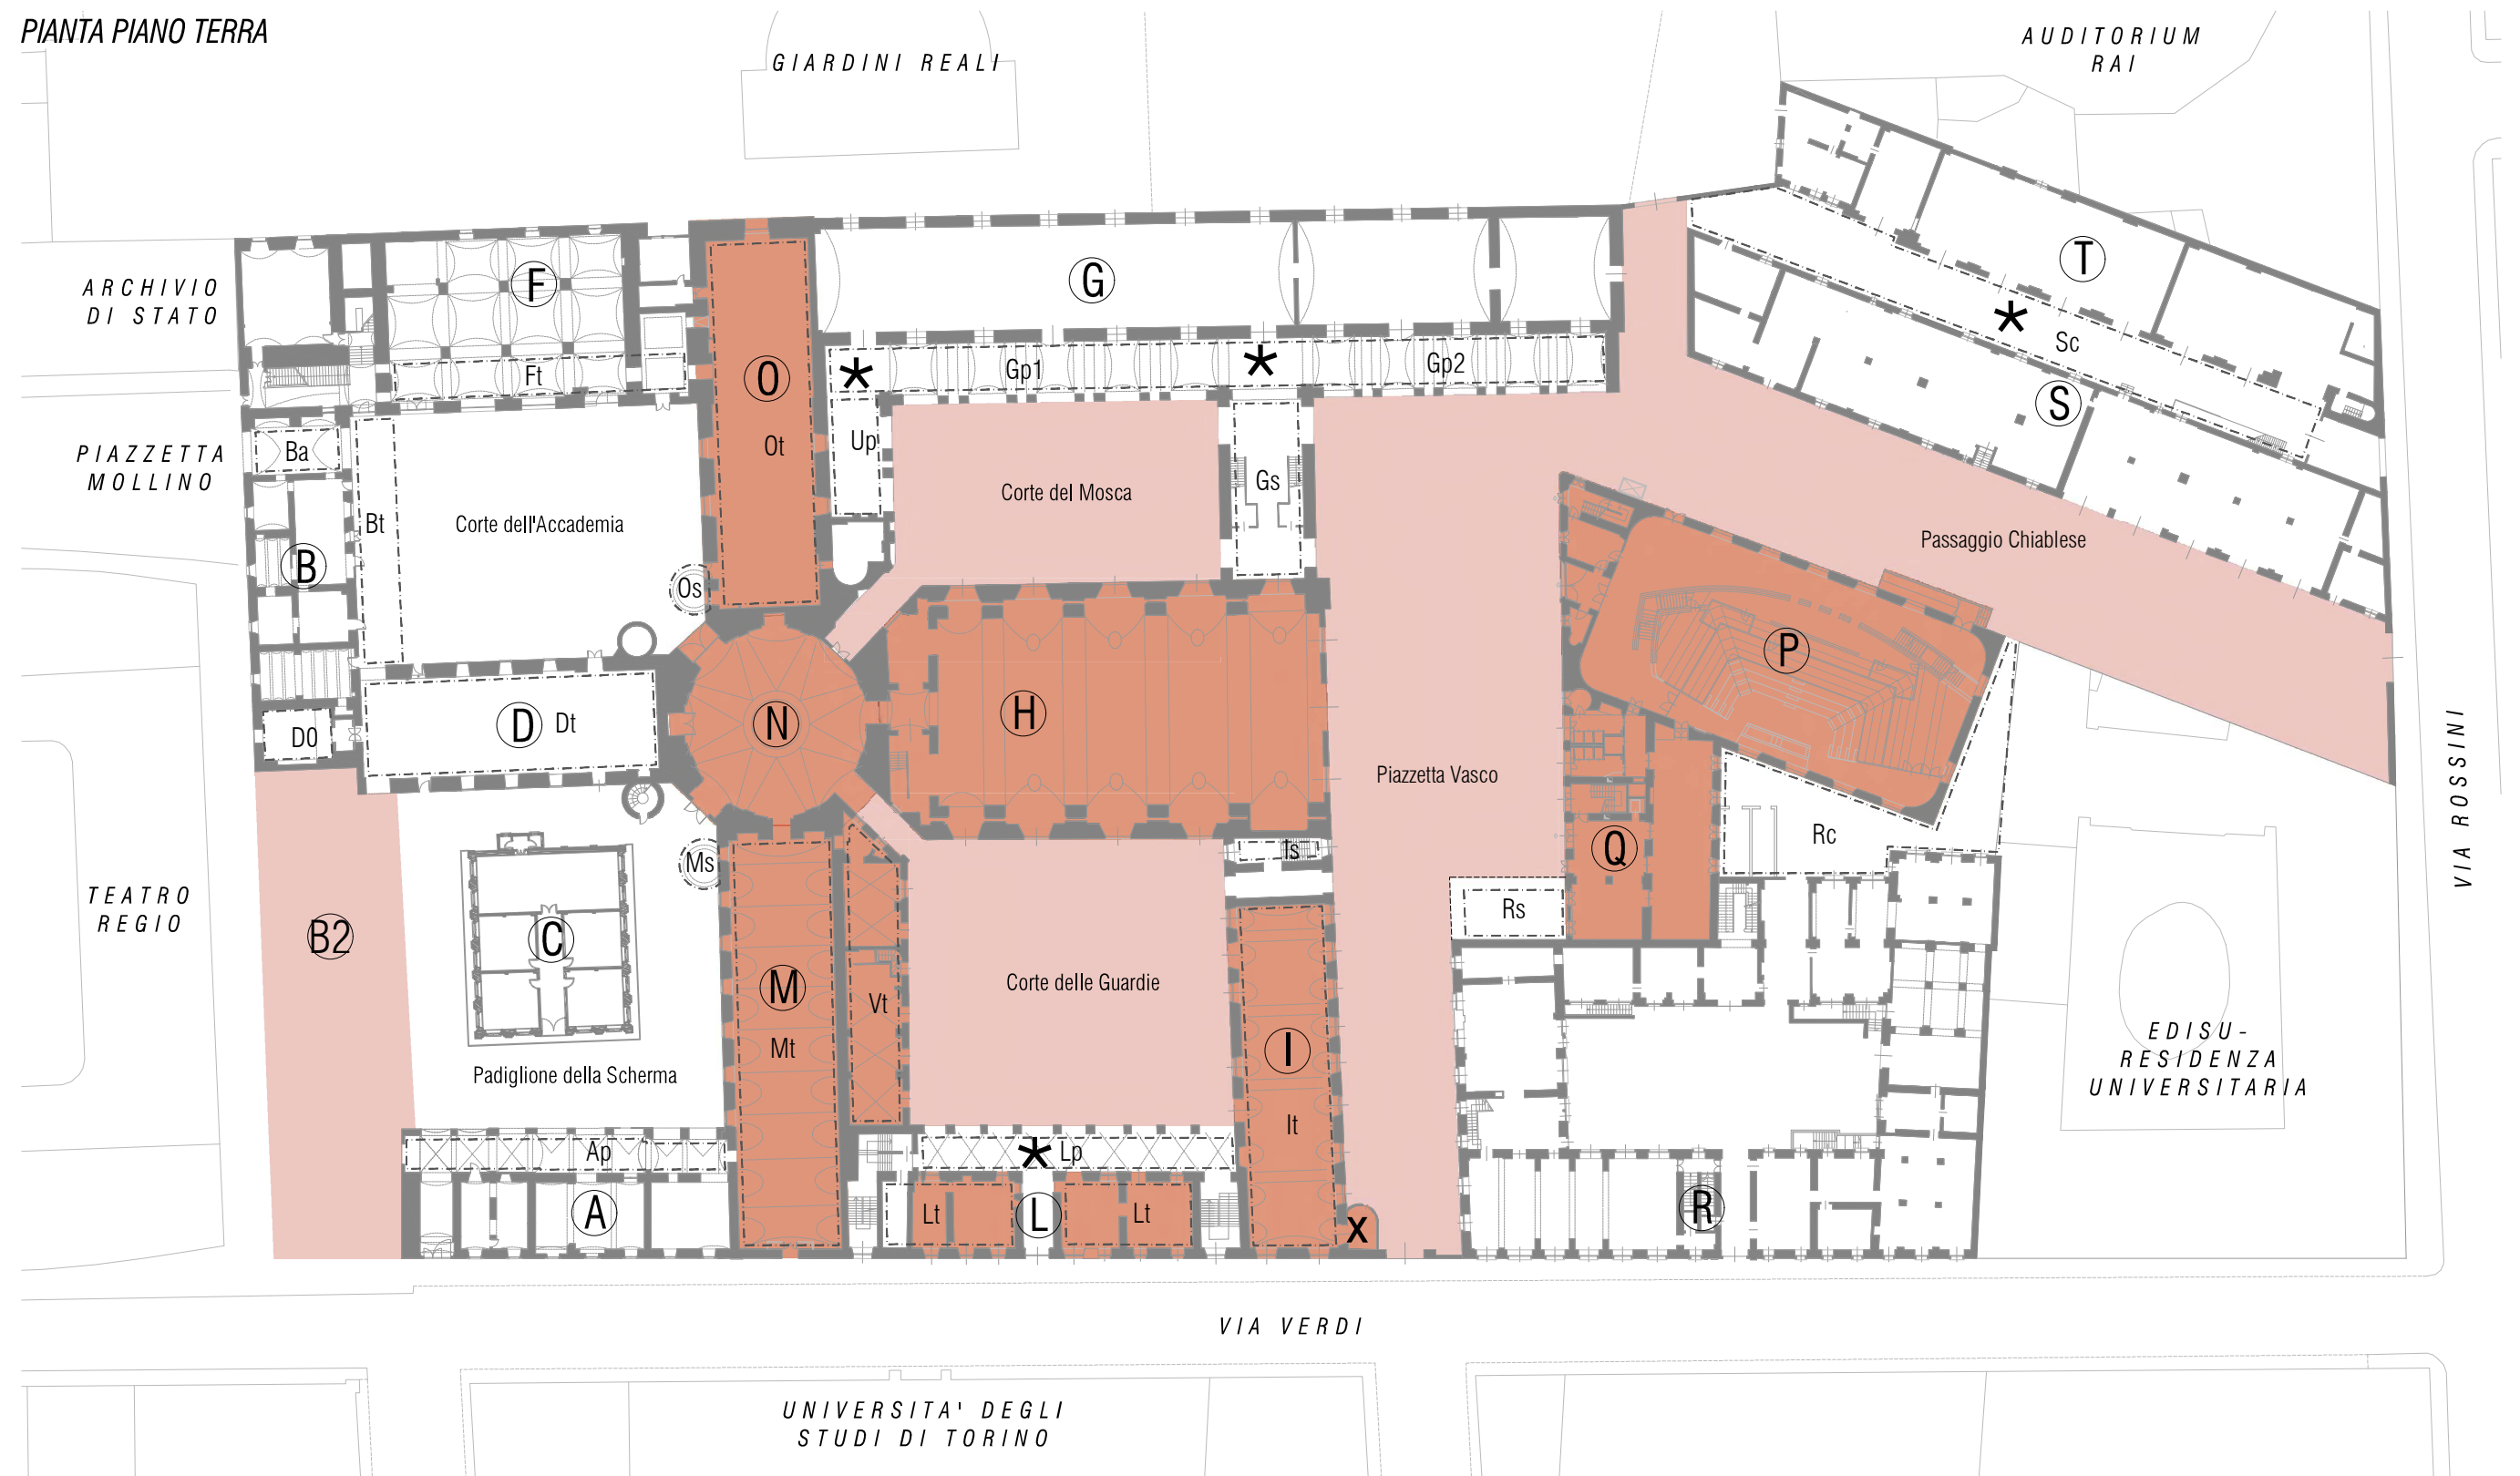 PIANTA PIANO TERRA
GIARDINI REALI
AUDITORIUM
RAI
ARCHIVIO
DI STATO
F
Ft
O
Ot
G
*
Gp1
*
Gp2
T
*
Sc
S
PIAZZETTA
MOLLINO
Ba
Bt
B
Corte dell'Accademia
Up
Corte del Mosca
Gs
Passaggio Chiablese
Os
D0
D
Dt
N
H
Piazzetta Vasco
P
Rc
Q
Rs
VIA ROSSINI
TEATRO
REGIO
B2
C
Ms
Is
M
Mt
Vt
Corte delle Guardie
I
It
Padiglione della Scherma
EDISU-
RESIDENZA
UNIVERSITARIA
Ap
A
*
Lp
Lt
L
Lt
x
R
VIA VERDI
UNIVERSITA' DEGLI
STUDI DI TORINO